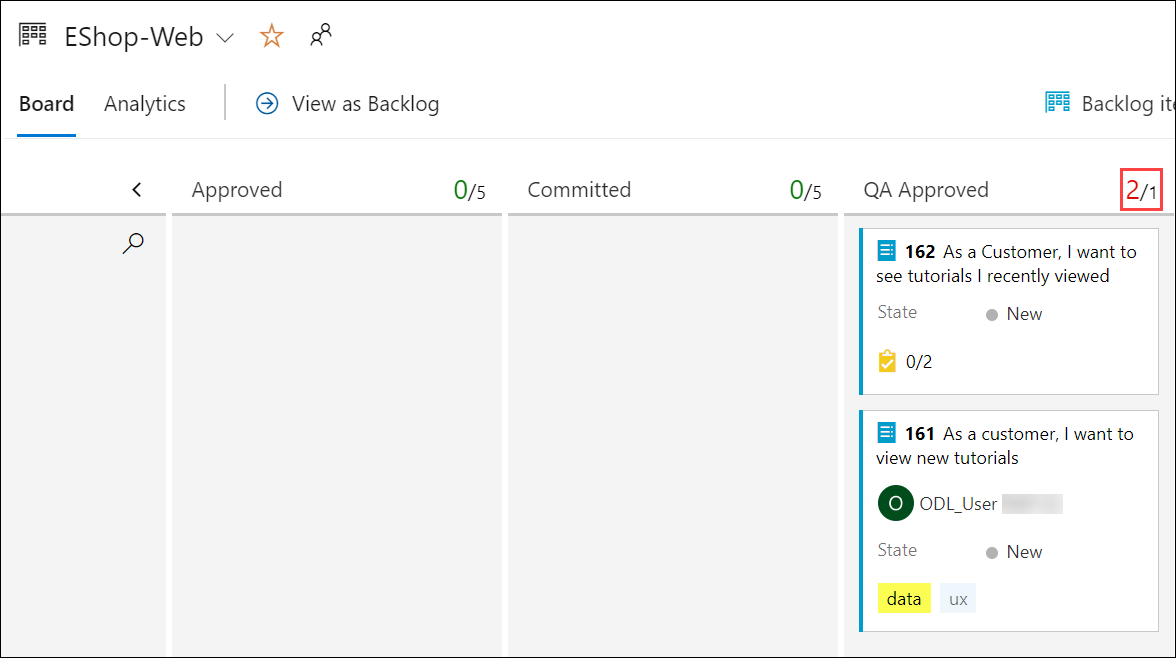 EShop-Web
Board Analytics View as Backlog Backlog
Approved 0/5 Committed 0/5 QA Approved 2/1
162 As a Customer, I want to
see tutorials I recently viewed
State New
0/2
161 As a customer, I want to
view new tutorials
O ODL_User
State New
data ux